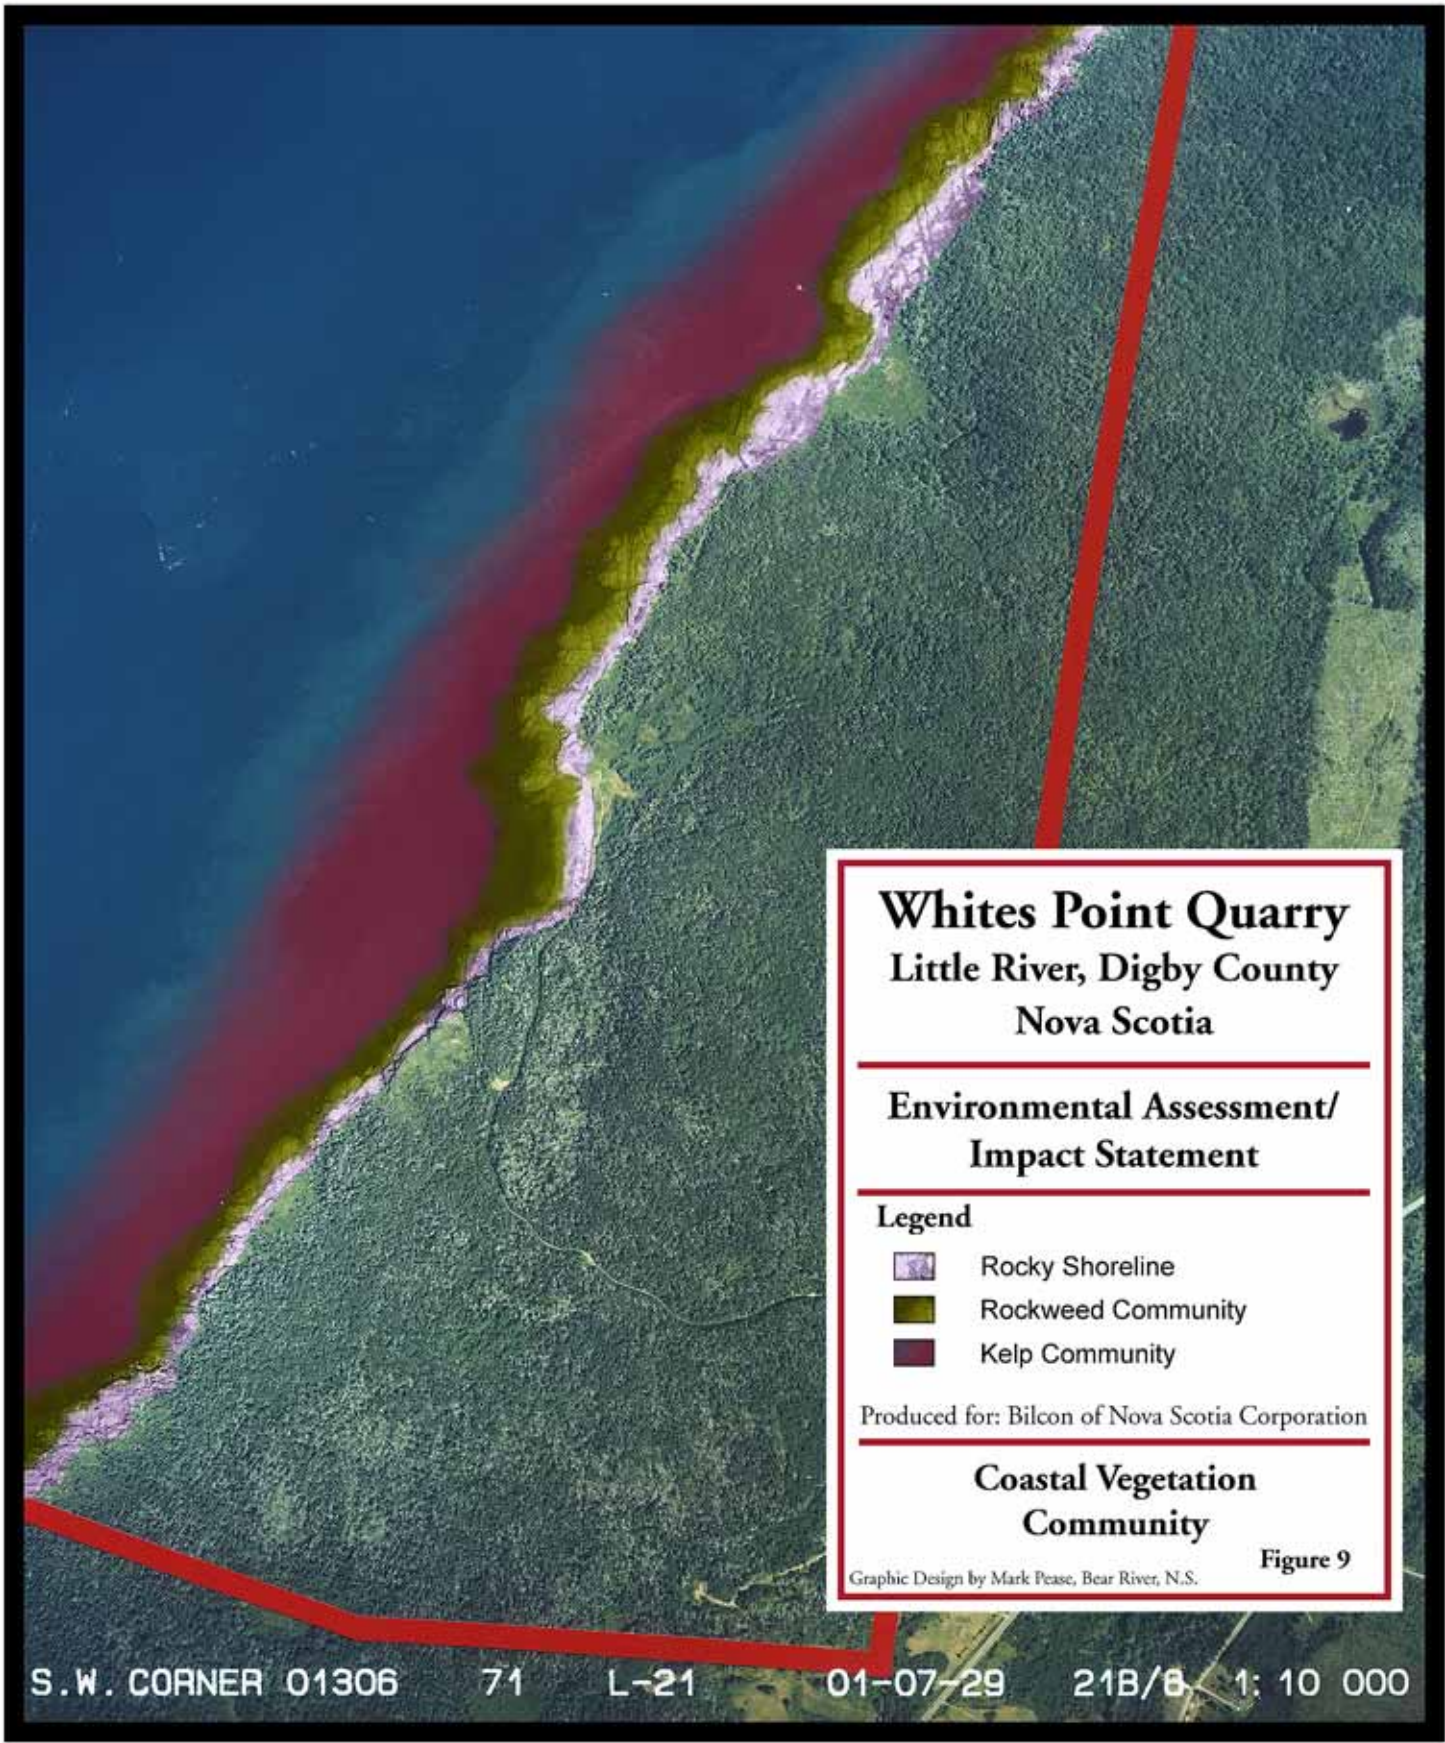 Whites Point Quarry
Little River, Digby County
Nova Scotia
Environmental Assessment/
Impact Statement
Legend
Rocky Shoreline
Rockweed Community
Kelp Community
Produced for: Bilcon of Nova Scotia Corporation
Coastal Vegetation
Community
Figure 9
Graphic Design by Mark Pease, Bear River, N.S.
S.W. CORNER 01306 71 L-21 01-07-29 21B/8 1: 10 000